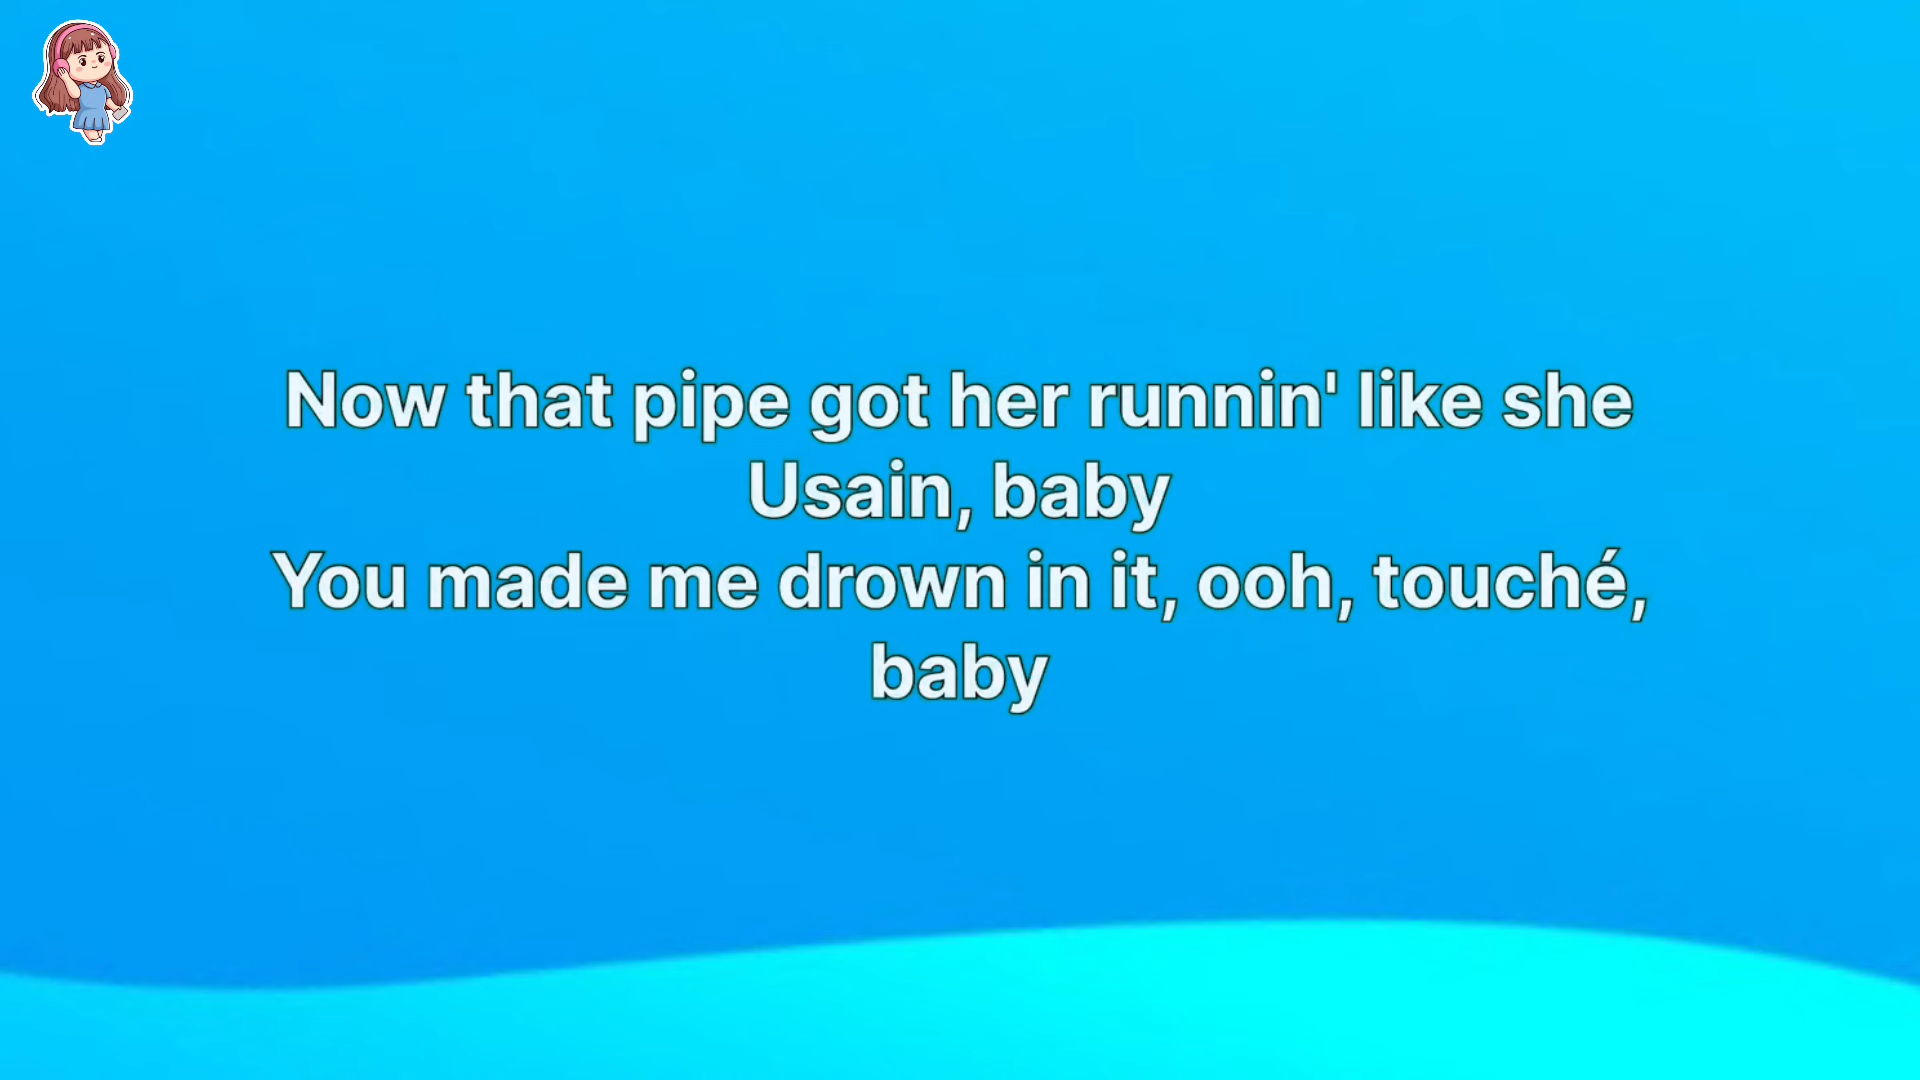 Now that pipe got her runnin' like she
Usain, baby
You made me drown in it, ooh, touché,
baby